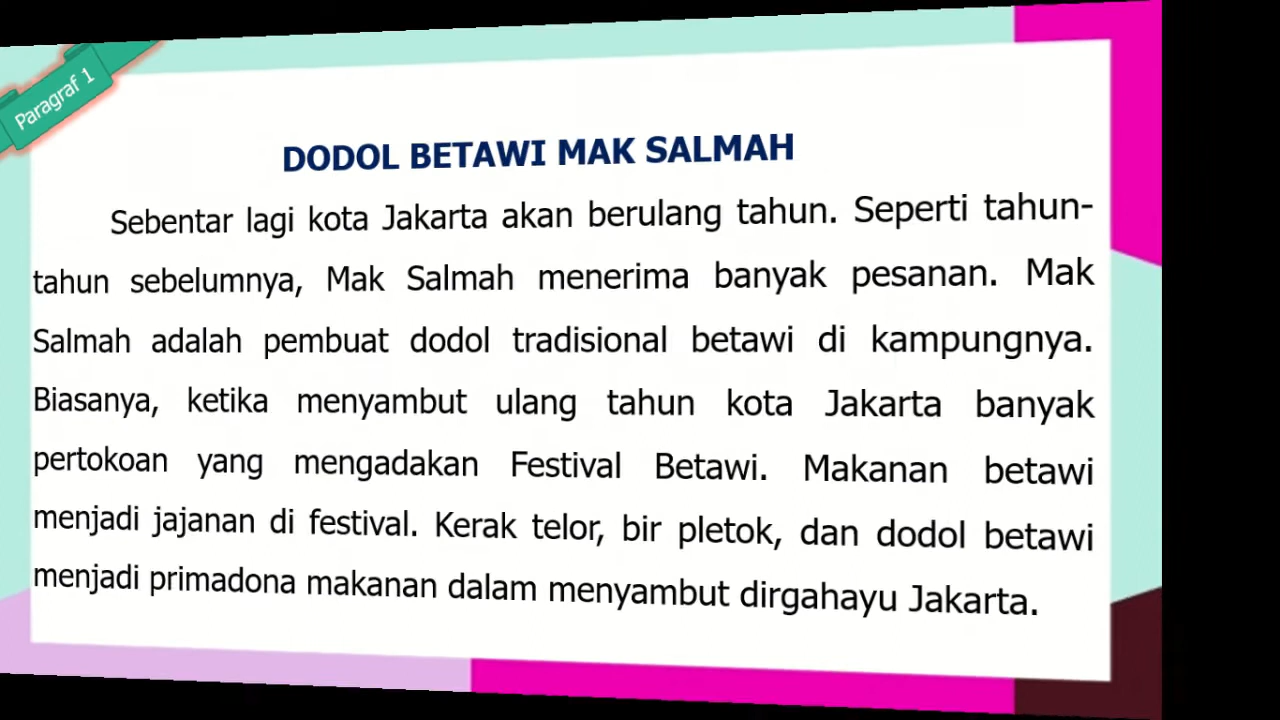 Paragraf 1
DODOL BETAWI MAK SALMAH
Sebentar lagi kota Jakarta akan berulang tahun. Seperti tahun-
tahun sebelumnya, Mak Salmah menerima banyak pesanan. Mak
Salmah adalah pembuat dodol tradisional betawi di kampungnya.
Biasanya, ketika menyambut ulang tahun kota Jakarta banyak
pertokoan yang mengadakan Festival Betawi. Makanan betawi
menjadi jajanan di festival. Kerak telor, bir pletok, dan dodol betawi
menjadi primadona makanan dalam menyambut dirgahayu Jakarta.